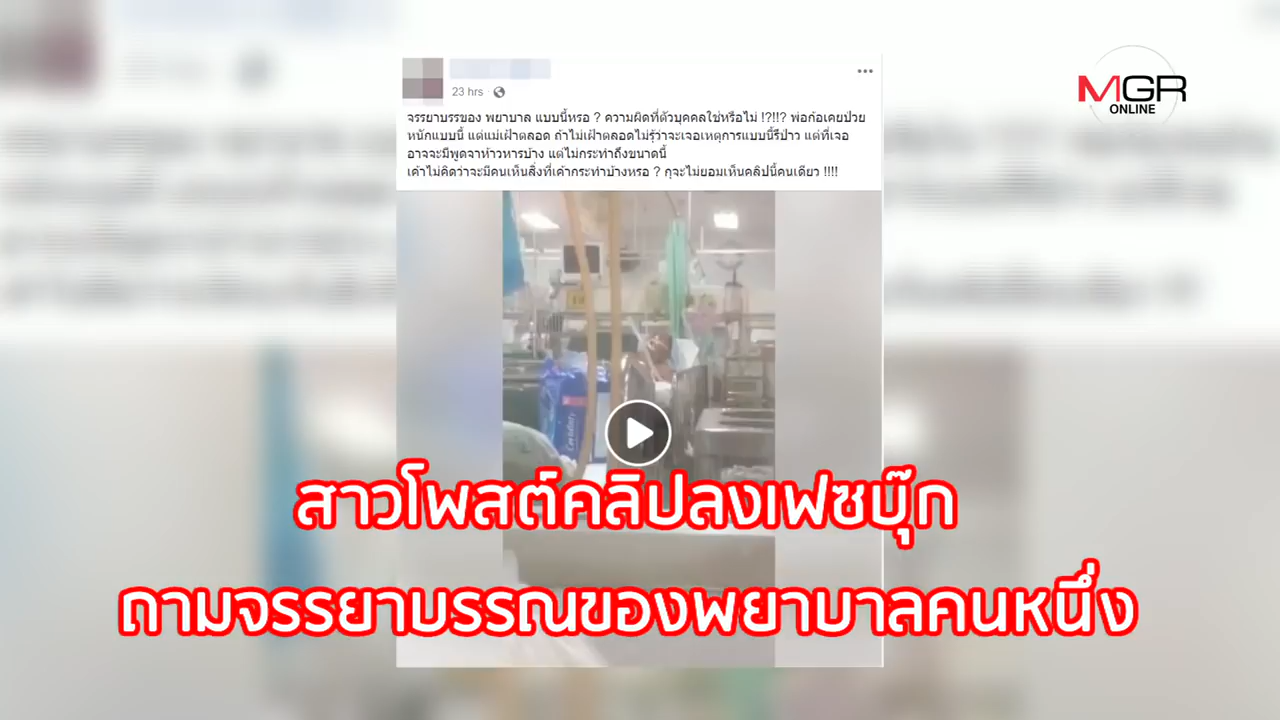 MGR
ONLINE
23 hrs
จรรยาบรรของ พยาบาล แบบนี้หรอ ? ความผิดที่ตัวบุคคลใช่หรือไม่ !?!!? พ่อก้อเคยป่วย
หนักแบบนี้ แต่แม่เฝ้าตลอด ถ้าไม่เฝ้าตลอดไม่รุ้ว่าจะเจอเหตุการแบบนี้รึปาว แต่ที่เจอ
อาจจะมีพูดจาห้าวหารบ้าง แต่ไม่กระทำถึงขนาดนี้
เค้าไม่คิดว่าจะมีคนเห็นสิ่งที่เค้ากระทำบ้างหรอ ? กุจะไม่ยอมเห็นคลิปนี้คนเดียว !!!!
สาวโพสต์คลิปลงเฟซบุ๊ก
ถามจรรยาบรรณของพยาบาลคนหนึ่ง